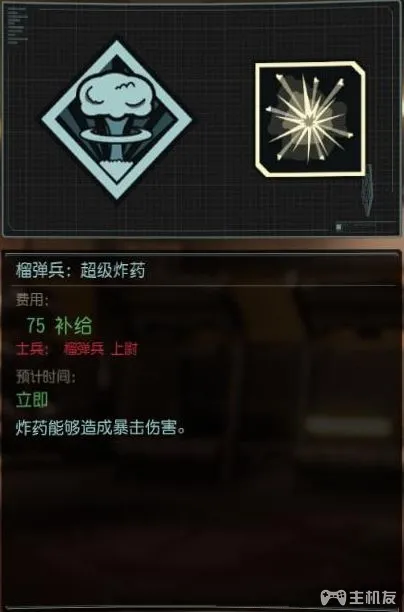 榴弹兵：超级炸药
费用：
75 补给
士兵： 榴弹兵 上尉
预计时间：
立即
炸药能够造成暴击伤害。
主机友